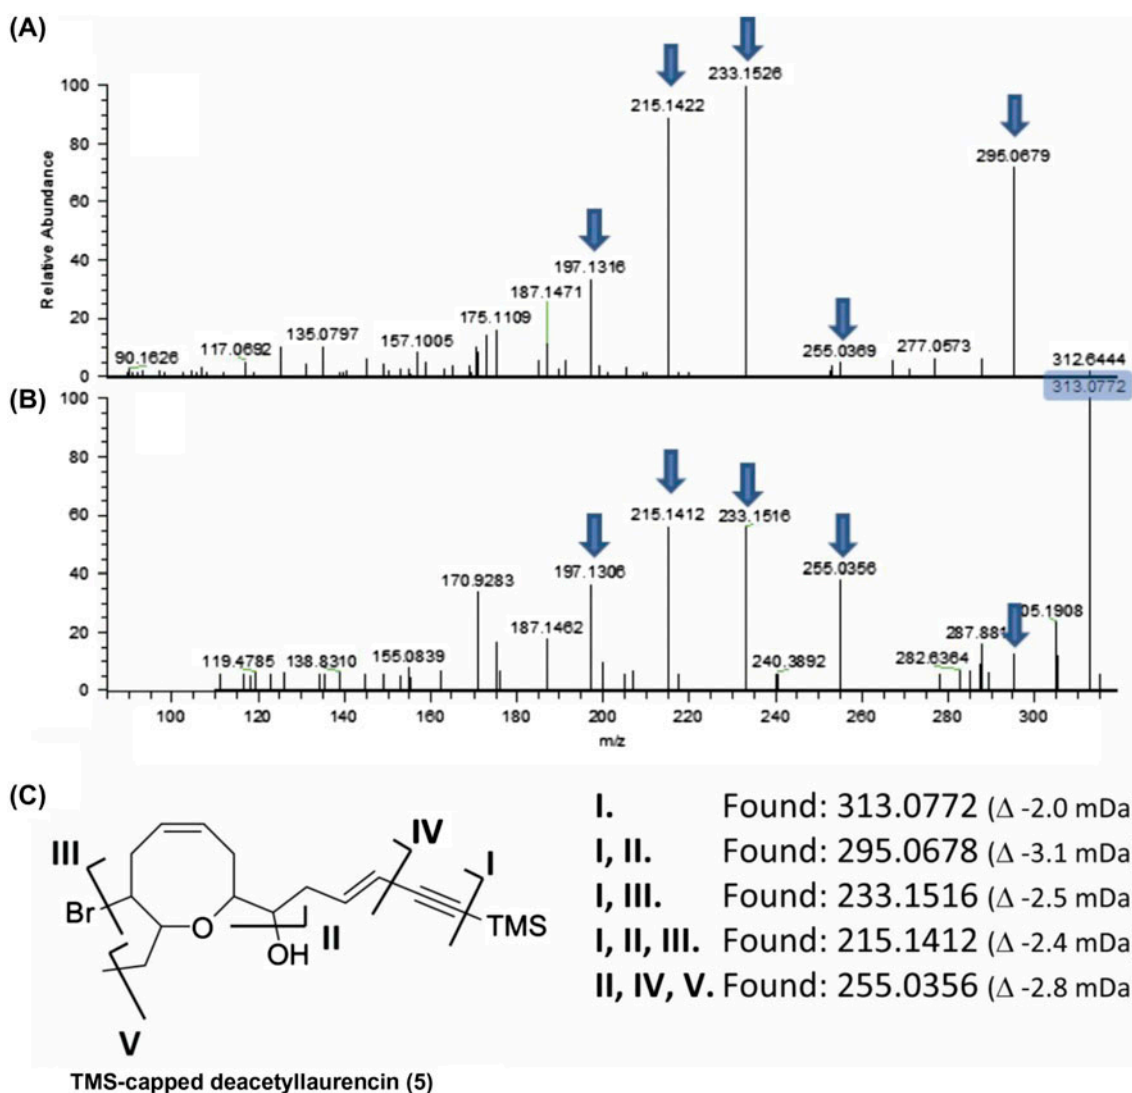 (A)
233.1526
215.1422
295.0679
197.1316
187.1471
175.1109
157.1005
135.0797
117.0692
90.1626
255.0369
277.0573
312.6444
100
80
60
40
20
0
Relative Abundance
(B)
313.0772
215.1412
233.1516
197.1306
255.0356
170.9283
187.1462
119.4785
138.8310
155.0839
240.3892
282.6364
287.881
05.1908
100
80
60
40
20
0
100 120 140 160 180 200 220 240 260 280 300
m/z
(C)
III
IV
I
Br
O
II
OH
TMS
V
TMS-capped deacetyllaurencin (5)
I. Found: 313.0772 (Δ -2.0 mDa
I, II. Found: 295.0678 (Δ -3.1 mDa
I, III. Found: 233.1516 (Δ -2.5 mDa
I, II, III. Found: 215.1412 (Δ -2.4 mDa
II, IV, V. Found: 255.0356 (Δ -2.8 mDa